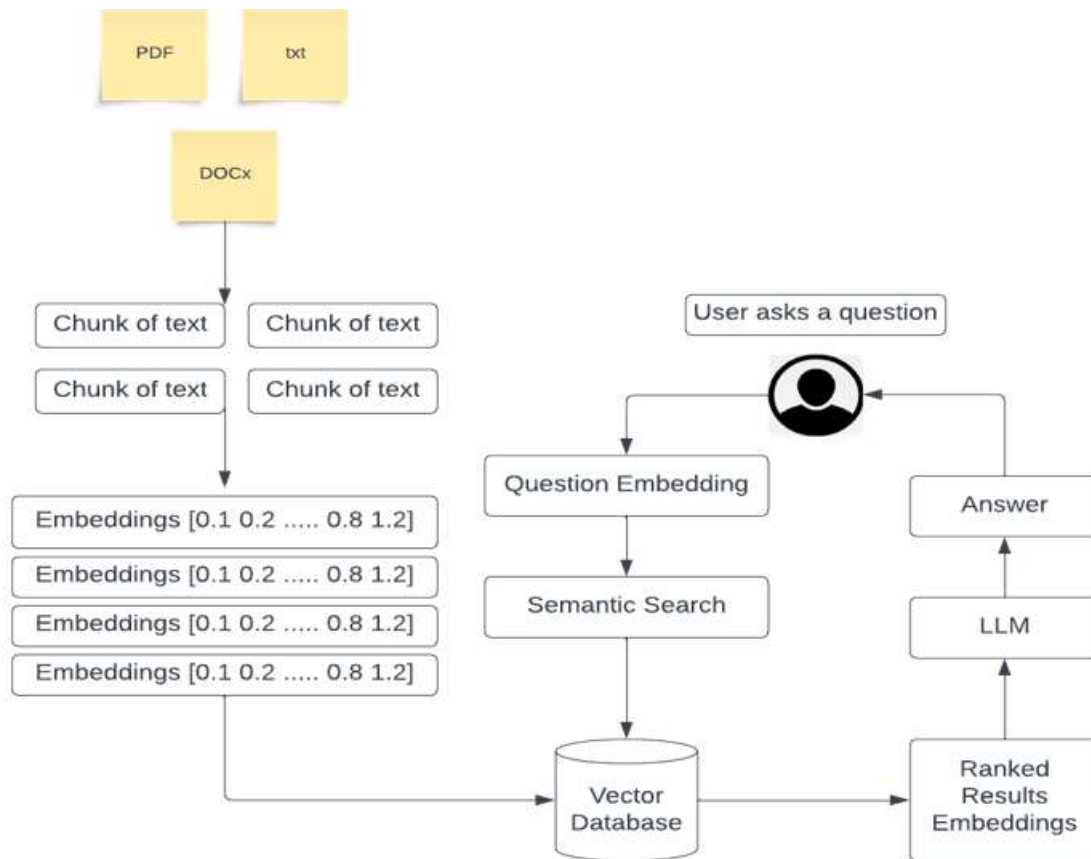 PDF
txt
DOCx
Chunk of text
Chunk of text
Chunk of text
Chunk of text
Embeddings [0.1 0.2 ..... 0.8 1.2]
Embeddings [0.1 0.2 ..... 0.8 1.2]
Embeddings [0.1 0.2 ..... 0.8 1.2]
Embeddings [0.1 0.2 ..... 0.8 1.2]
User asks a question
Question Embedding
Semantic Search
Vector
Database
Ranked
Results
Embeddings
LLM
Answer